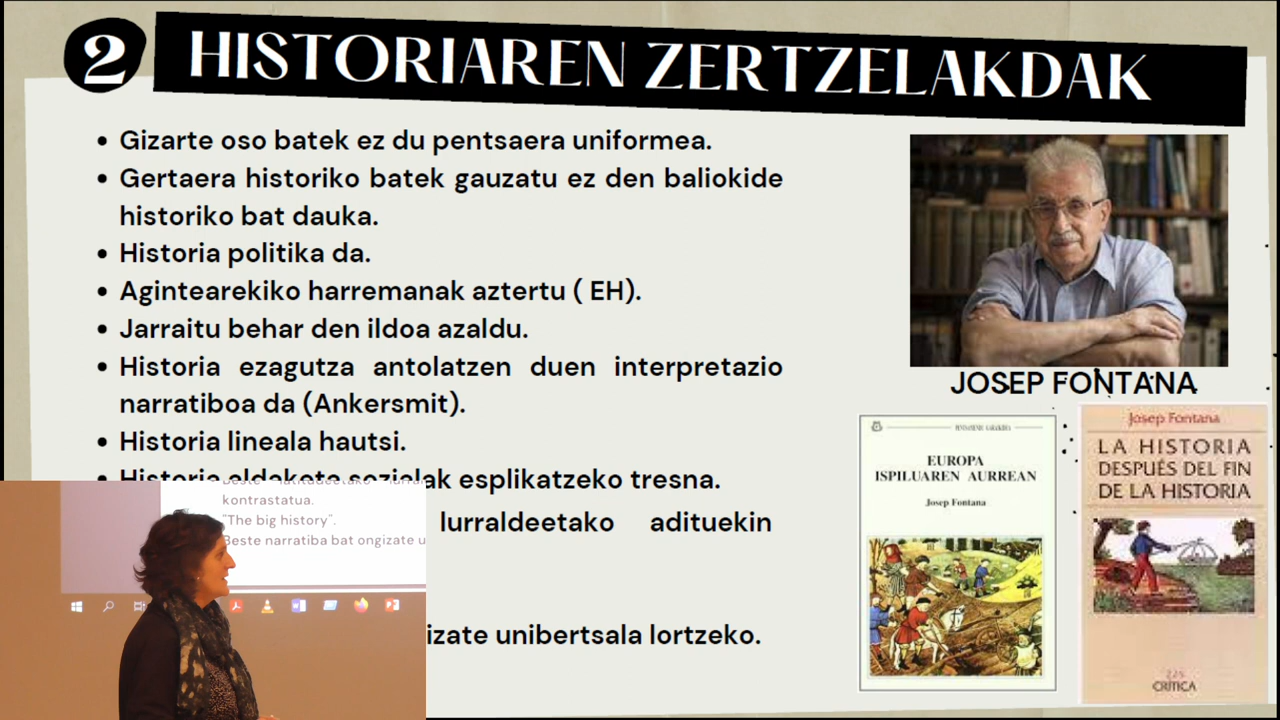 2 HISTORIAREN ZERTZELAKDAK
• Gizarte oso batek ez du pentsaera uniformea.
• Gertaera historiko batek gauzatu ez den baliokide
historiko bat dauka.
• Historia politika da.
• Agintearekiko harremanak aztertu ( EH).
• Jarraitu behar den ildoa azaldu.
• Historia ezagutza antolatzen duen interpretazio
narratiboa da (Ankersmit).
• Historia lineala hautsi.
• Historia aldaketa sozialak esplikatzeko tresna.
lurraldeetako adituekin
izate unibertsala lortzeko.
Beste latitudeetako
kontrastatua.
"The big history".
Beste narratiba bat ongizate u
JOSEP FONTANA
EUROPA
ISPILUAREN AURREAN
Josep Fontana
Josep Fontana
LA HISTORIA
DESPUÉS DEL FIN
DE LA HISTORIA
CRÍTICA